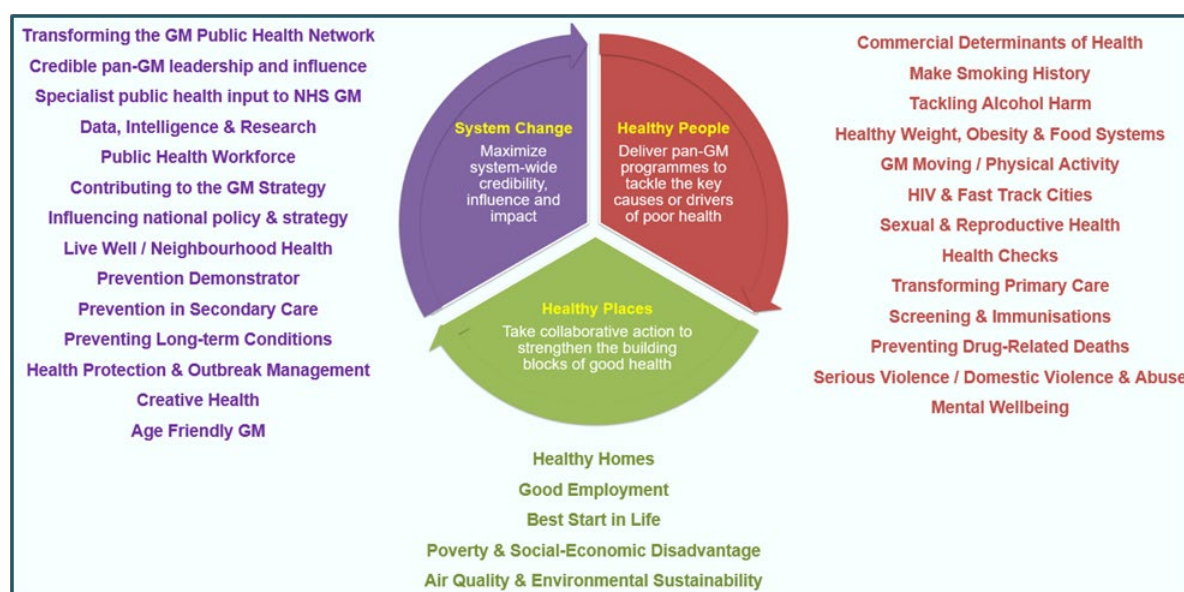 Transforming the GM Public Health Network
Credible pan-GM leadership and influence
Specialist public health input to NHS GM
Data, Intelligence & Research
Public Health Workforce
Contributing to the GM Strategy
Influencing national policy & strategy
Live Well / Neighbourhood Health
Prevention Demonstrator
Prevention in Secondary Care
Preventing Long-term Conditions
Health Protection & Outbreak Management
Creative Health
Age Friendly GM
System Change
Maximize
system-wide
credibility,
influence and
impact
Healthy People
Deliver pan-GM
programmes to
tackle the key
causes or drivers
of poor health
Healthy Places
Take collaborative action to
strengthen the building
blocks of good health
Commercial Determinants of Health
Make Smoking History
Tackling Alcohol Harm
Healthy Weight, Obesity & Food Systems
GM Moving / Physical Activity
HIV & Fast Track Cities
Sexual & Reproductive Health
Health Checks
Transforming Primary Care
Screening & Immunisations
Preventing Drug-Related Deaths
Serious Violence / Domestic Violence & Abuse
Mental Wellbeing
Healthy Homes
Good Employment
Best Start in Life
Poverty & Social-Economic Disadvantage
Air Quality & Environmental Sustainability